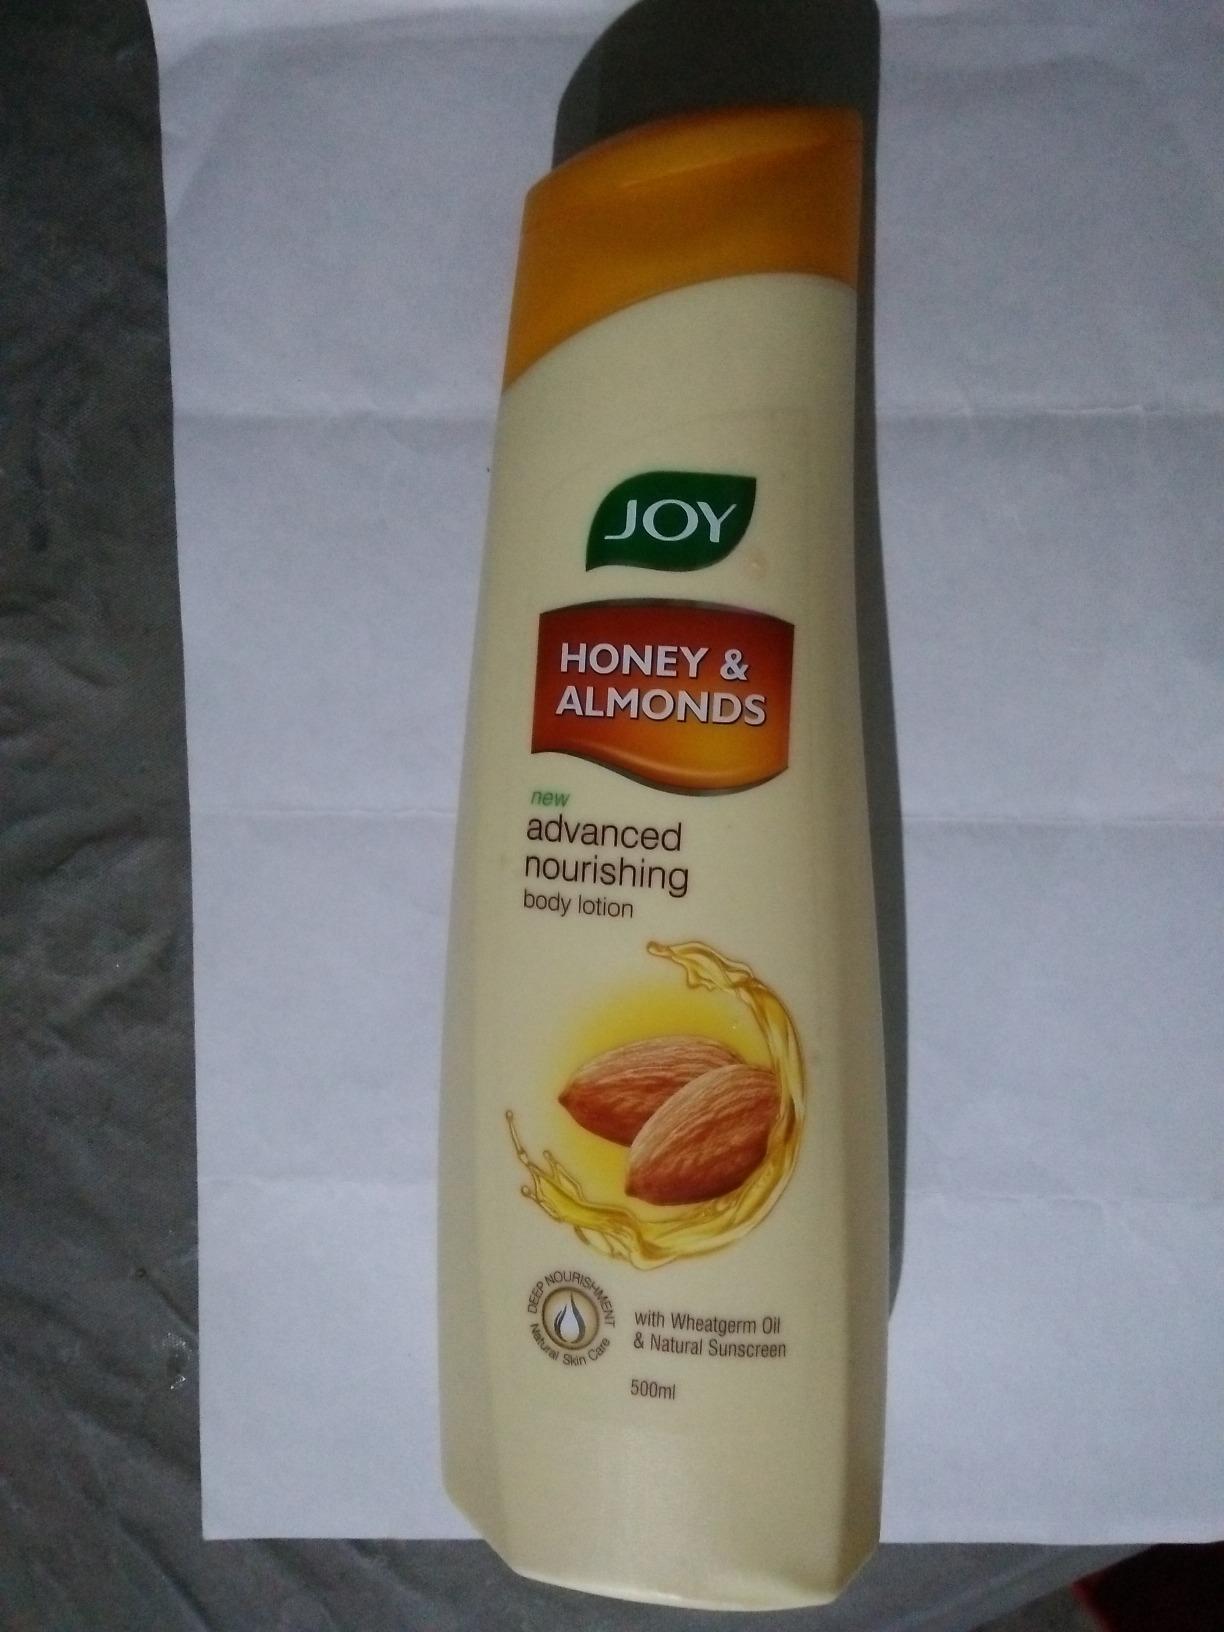 JOY
HONEY &
ALMONDS
new
advanced
nourishing
body lotion
DEEP NOURISHMENT
Natural Skin Care
with Wheatgerm Oil
& Natural Sunscreen
500ml